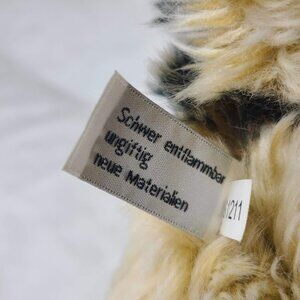 Schwer entflammbar
ungiftig
neue Materialien
1211